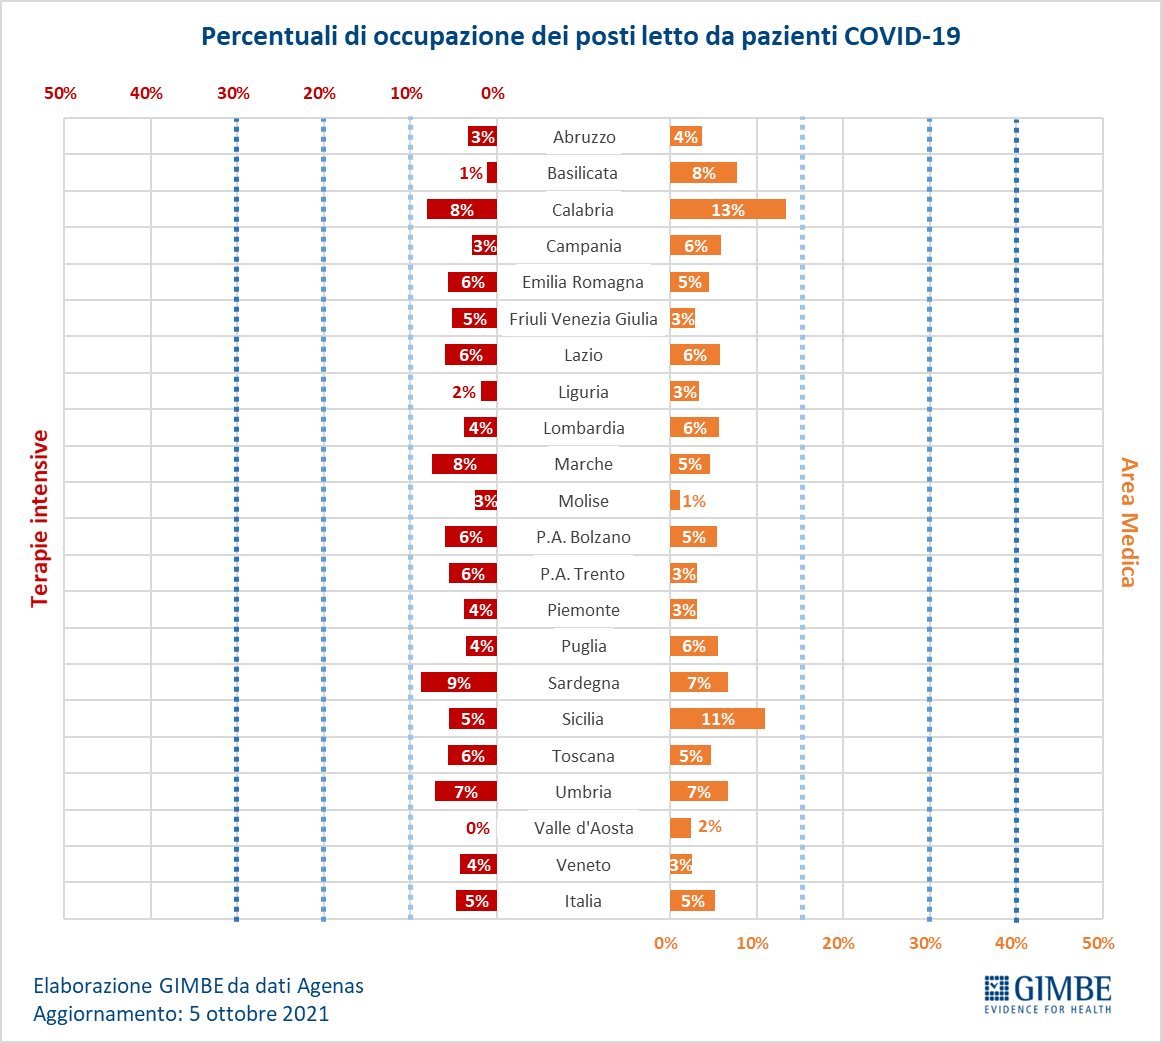 Percentuali di occupazione dei posti letto da pazienti COVID-19
50% 40% 30% 20% 10% 0%
3% Abruzzo 4%
1% Basilicata 8%
8% Calabria 13%
3% Campania 6%
6% Emilia Romagna 5%
5% Friuli Venezia Giulia 3%
6% Lazio 6%
2% Liguria 3%
4% Lombardia 6%
8% Marche 5%
3% Molise 1%
6% P.A. Bolzano 5%
6% P.A. Trento 3%
4% Piemonte 3%
4% Puglia 6%
9% Sardegna 7%
5% Sicilia 11%
6% Toscana 5%
7% Umbria 7%
0% Valle d'Aosta 2%
4% Veneto 3%
5% Italia 5%
Terapie intensive
Area Medica
0% 10% 20% 30% 40% 50%
Elaborazione GIMBE da dati Agenas
Aggiornamento: 5 ottobre 2021
GIMBE
EVIDENCE FOR HEALTH